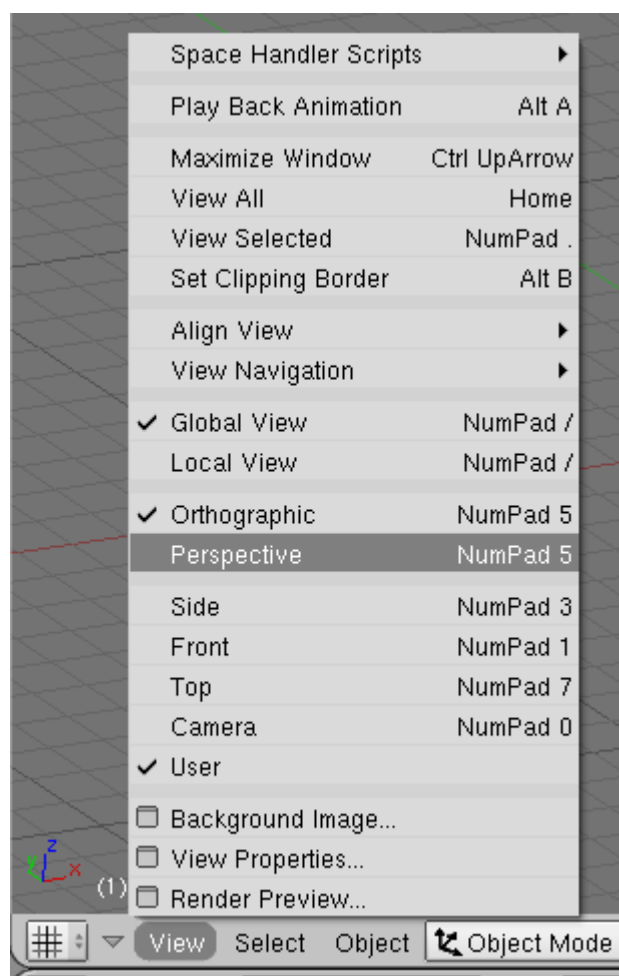 Space Handler Scripts
Play Back Animation Alt A
Maximize Window Ctrl UpArrow
View All Home
View Selected NumPad .
Set Clipping Border Alt B
Align View
View Navigation
Global View NumPad /
Local View NumPad /
Orthographic NumPad 5
Perspective NumPad 5
Side NumPad 3
Front NumPad 1
Top NumPad 7
Camera NumPad 0
User
Background Image...
View Properties...
Render Preview...
z
y x
(1)
View Select Object Object Mode